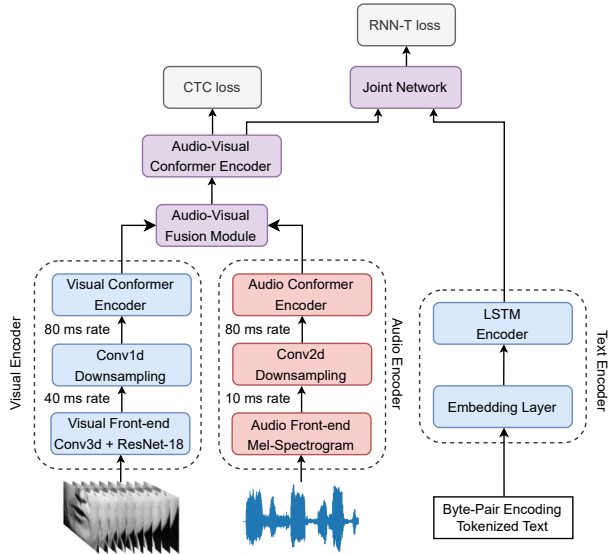 RNN-T loss
CTC loss
Joint Network
Audio-Visual
Conformer Encoder
Audio-Visual
Fusion Module
Visual Encoder
Visual Conformer
Encoder
80 ms rate
Conv1d
Downsampling
40 ms rate
Visual Front-end
Conv3d + ResNet-18
Audio Encoder
Audio Conformer
Encoder
80 ms rate
Conv2d
Downsampling
10 ms rate
Audio Front-end
Mel-Spectrogram
Text Encoder
LSTM
Encoder
Embedding Layer
Byte-Pair Encoding
Tokenized Text